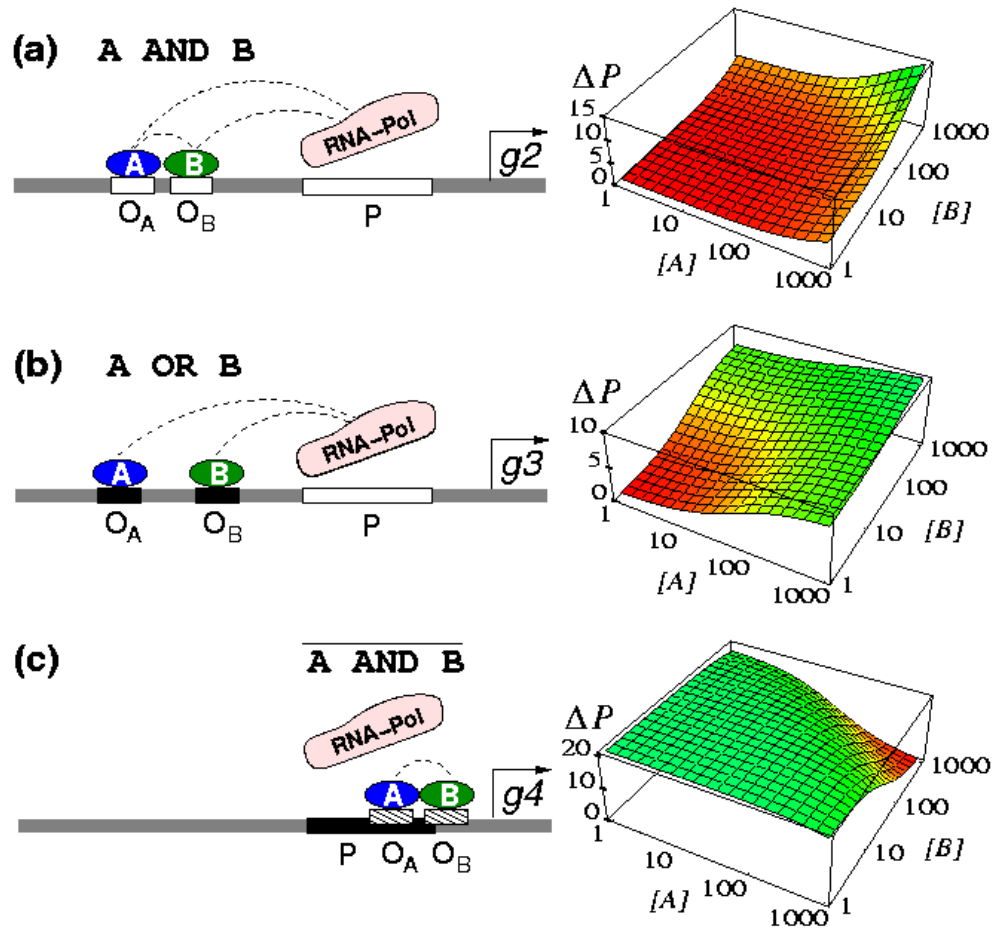 (a) A AND B
A B RNA-Pol g2
O_A O_B P
ΔP
15
10
5
0
1 10 100 1000
[A]
1 10 100 1000
[B]
(b) A OR B
A B RNA-Pol g3
O_A O_B P
ΔP
10
5
0
1 10 100 1000
[A]
1 10 100 1000
[B]
(c) A AND B
RNA-Pol
A B g4
P O_A O_B
ΔP
20
10
0
1 10 100 1000
[A]
1 10 100 1000
[B]